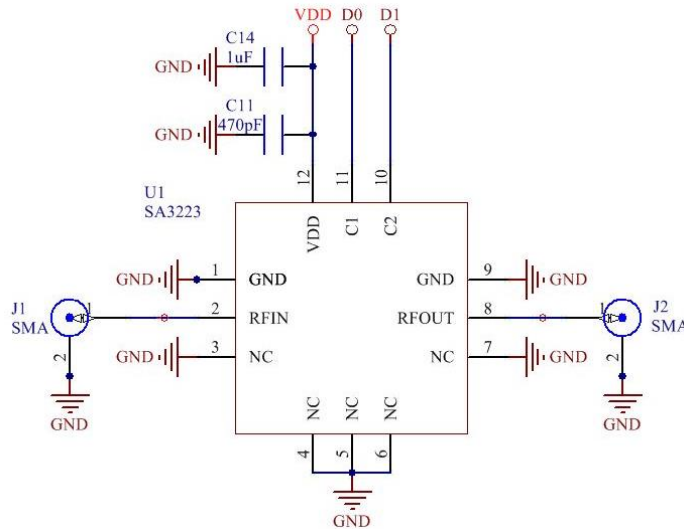 VDD D0 D1
C14
1uF
GND
C11
470pF
GND
12 11 10
U1
SA3223
VDD C1 C2
GND 1 GND GND 9 GND
J1
SMA
1 2 RFIN RFOUT 8 1
J2
SMA
GND 3 NC NC 7 GND
2 2
NC NC NC
GND GND
4 5 6
GND